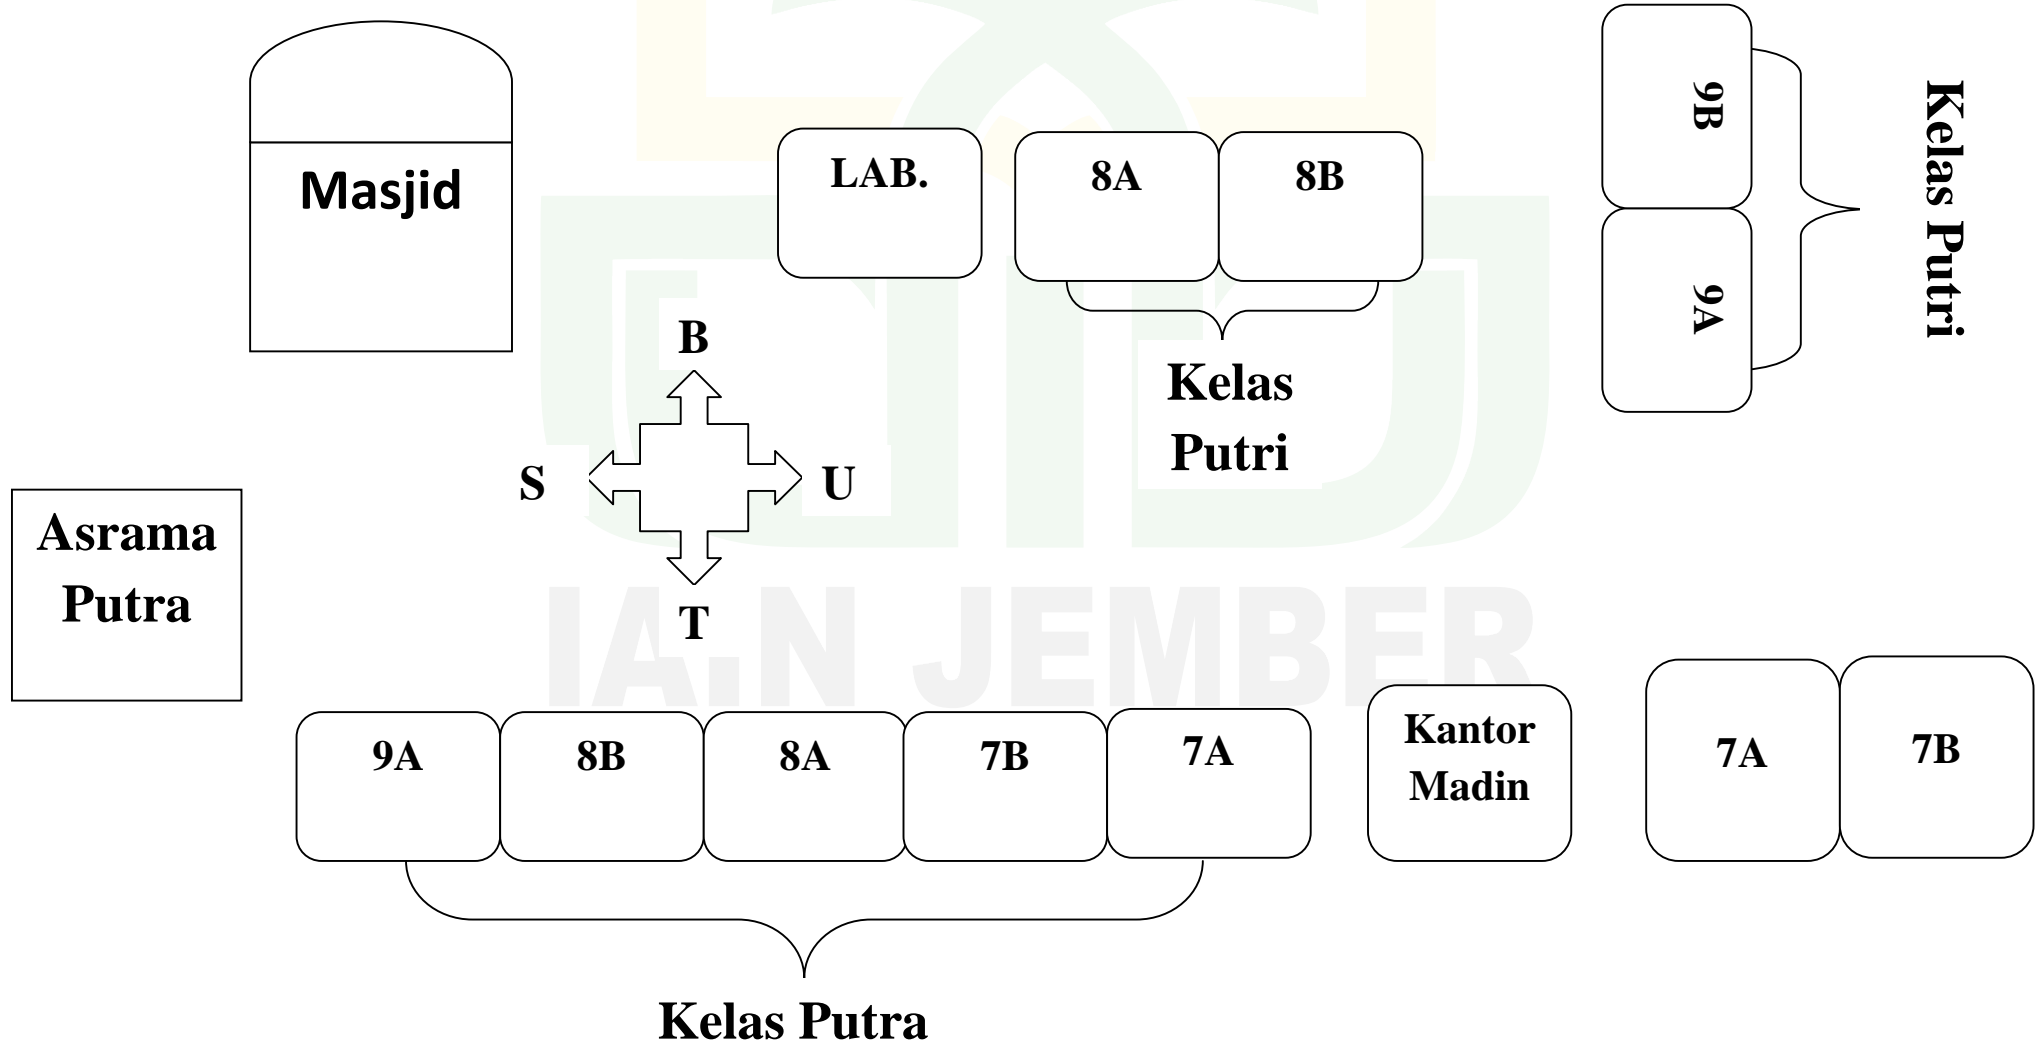 Masjid
LAB.
8A
8B
9B
9A
Kelas Putri
Kelas
Putri
B
S
U
T
Asrama
Putra
9A
8B
8A
7B
7A
Kantor
Madin
7A
7B
Kelas Putra
IAIN JEMBER